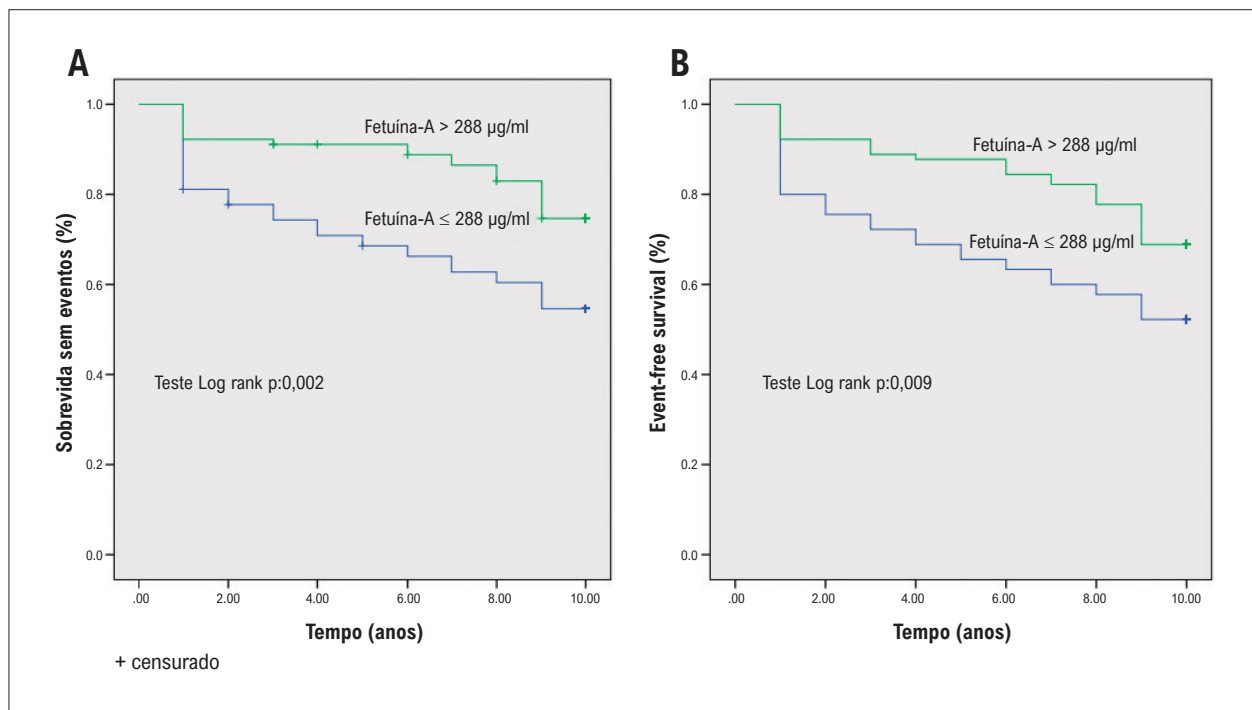 A
Sobrevida sem eventos (%)
1.0
0.8
0.6
0.4
0.2
0.0
Fetuína-A > 288 µg/ml
Fetuína-A ≤ 288 µg/ml
Teste Log rank p:0,002
.00 2.00 4.00 6.00 8.00 10.00
Tempo (anos)
+ censurado
B
Event-free survival (%)
1.0
0.8
0.6
0.4
0.2
0.0
Fetuína-A > 288 µg/ml
Fetuína-A ≤ 288 µg/ml
Teste Log rank p:0,009
.00 2.00 4.00 6.00 8.00 10.00
Tempo (anos)